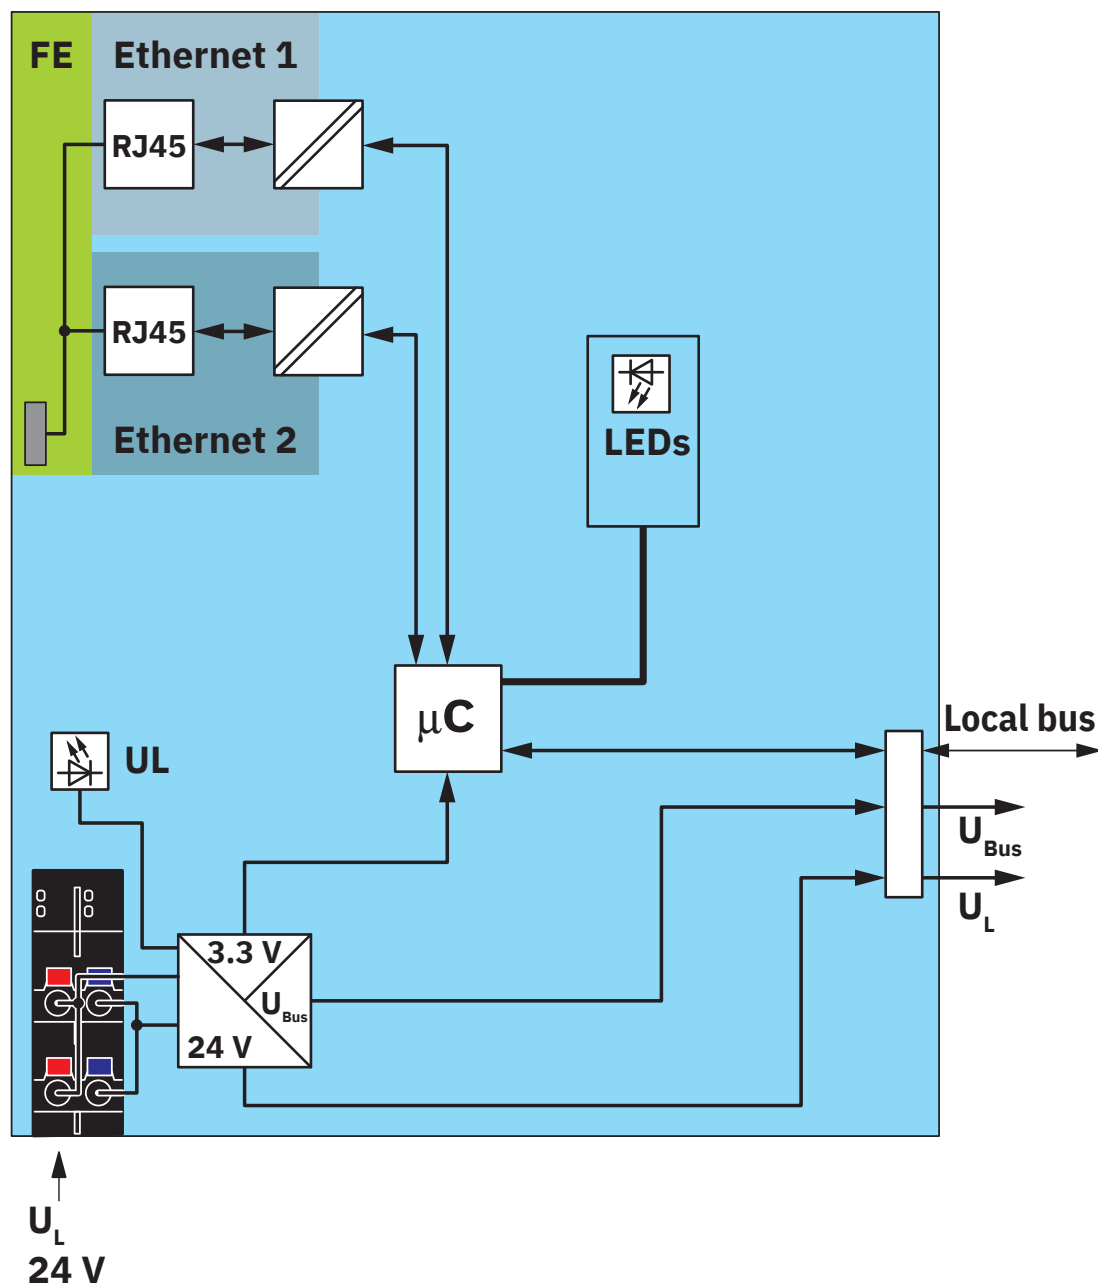 FE
Ethernet 1
RJ45
RJ45
Ethernet 2
LEDs
µC
Local bus
UL
U Bus
U L
3.3 V
U Bus
24 V
U L
24 V